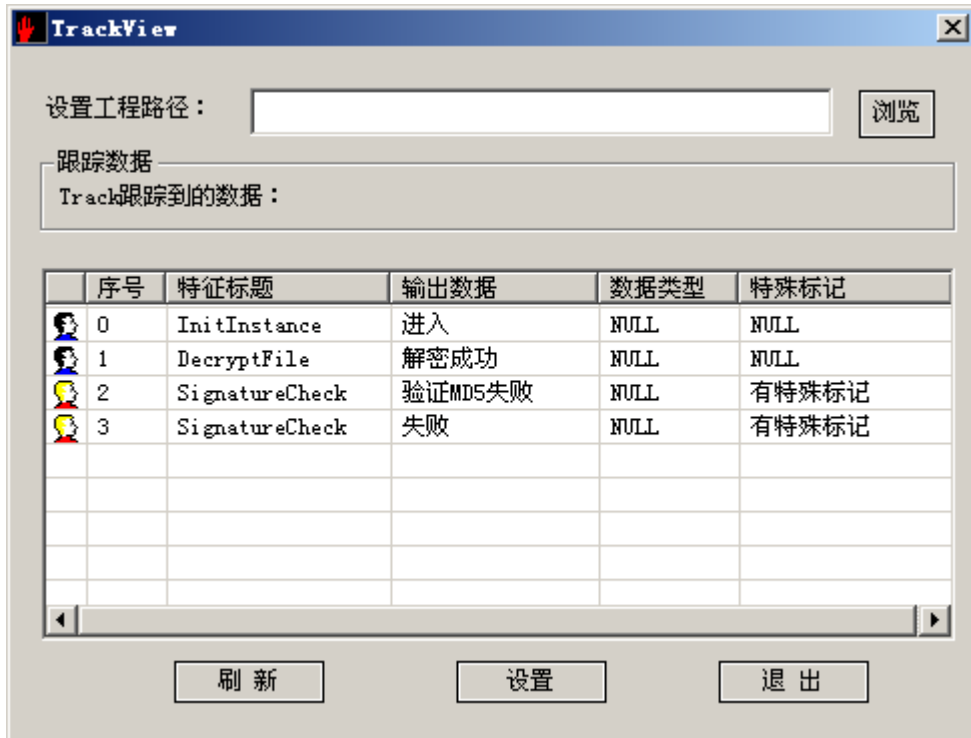 TrackView
设置工程路径： 浏览
跟踪数据
Track跟踪到的数据：
序号 特征标题 输出数据 数据类型 特殊标记
0 InitInstance 进入 NULL NULL
1 DecryptFile 解密成功 NULL NULL
2 SignatureCheck 验证MD5失败 NULL 有特殊标记
3 SignatureCheck 失败 NULL 有特殊标记
刷 新 设置 退 出